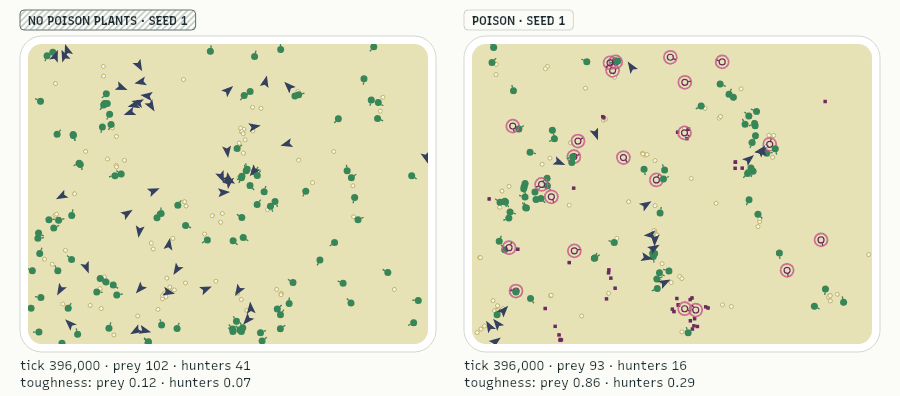 NO POISON PLANTS · SEED 1
POISON · SEED 1
tick 396,000 · prey 102 · hunters 41
toughness: prey 0.12 · hunters 0.07
tick 396,000 · prey 93 · hunters 16
toughness: prey 0.86 · hunters 0.29